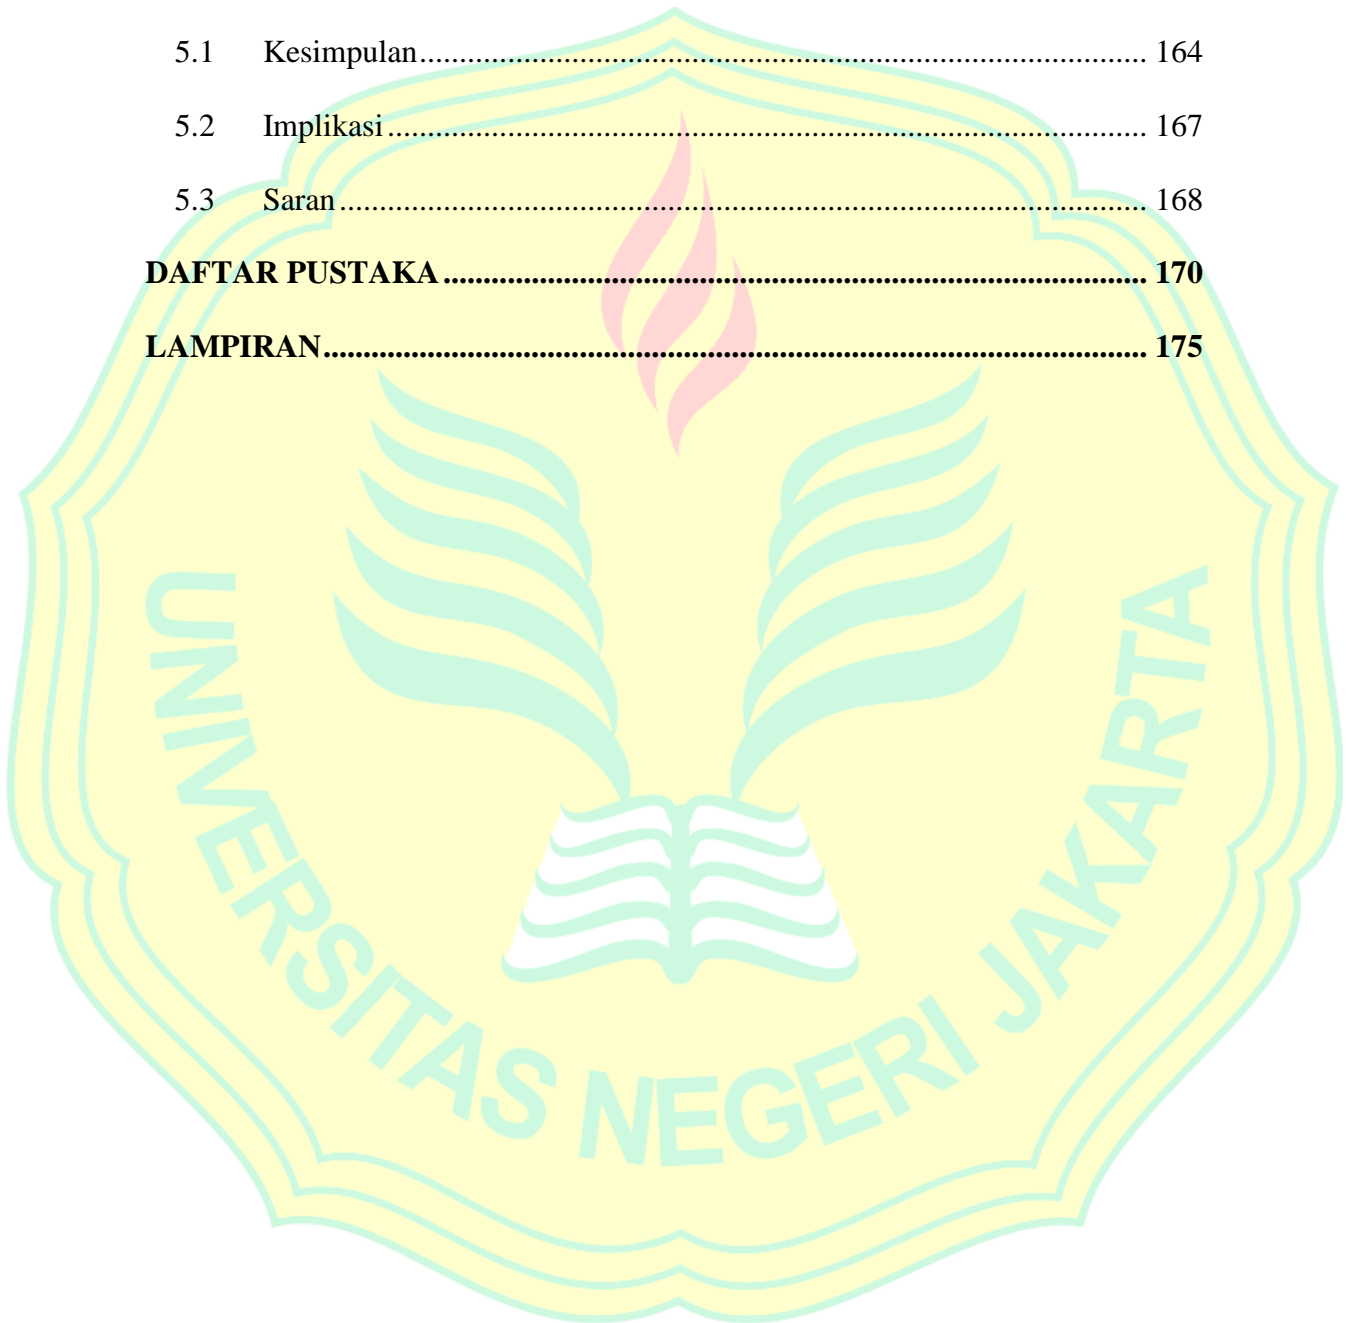 5.1 Kesimpulan.......................................................................................... 164
5.2 Implikasi.............................................................................................. 167
5.3 Saran.................................................................................................... 168
DAFTAR PUSTAKA...................................................................................... 170
LAMPIRAN..................................................................................................... 175
UNIVERSITAS NEGERI JAKARTA